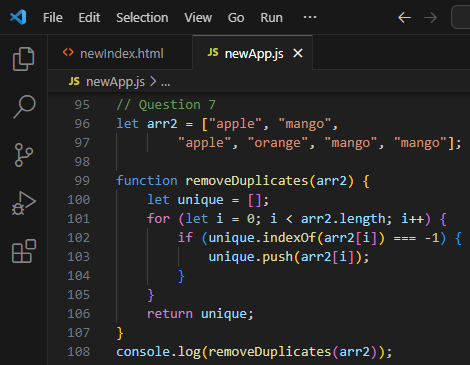 File Edit Selection View Go Run ···
<> newIndex.html JS newApp.js ×
JS newApp.js > ...
95 // Question 7
96 let arr2 = ["apple", "mango",
97 "apple", "orange", "mango", "mango"];
98
99 function removeDuplicates(arr2) {
100 let unique = [];
101 for (let i = 0; i < arr2.length; i++) {
102 if (unique.indexOf(arr2[i]) === -1) {
103 unique.push(arr2[i]);
104 }
105 }
106 return unique;
107 }
108 console.log(removeDuplicates(arr2));